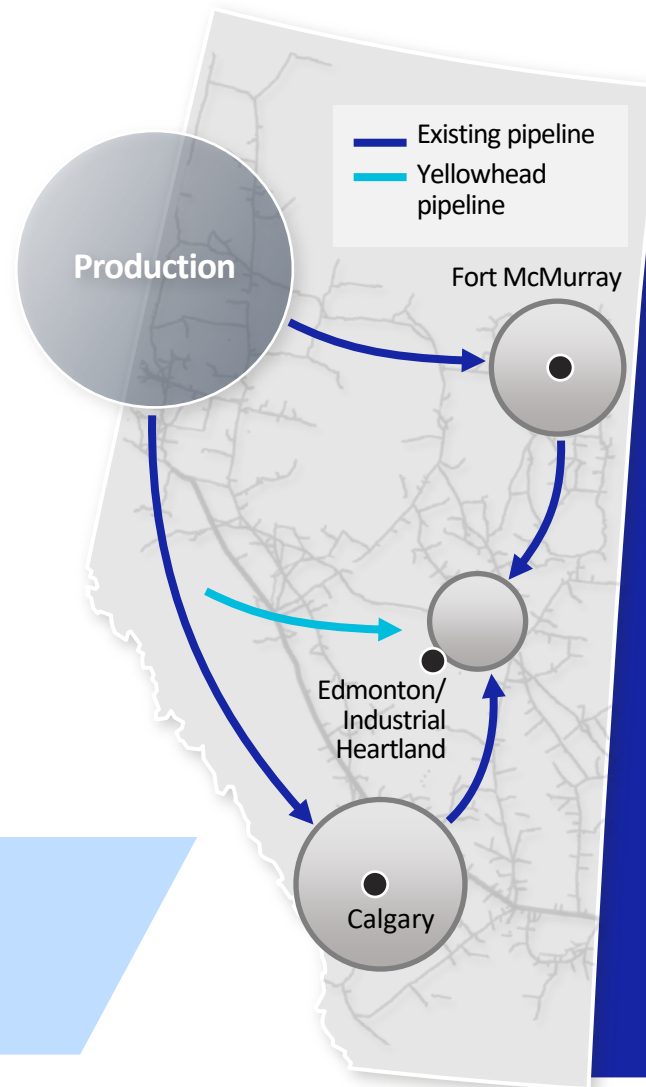 Existing pipeline
Yellowhead
pipeline
Production
Fort McMurray
Edmonton/
Industrial
Heartland
Calgary